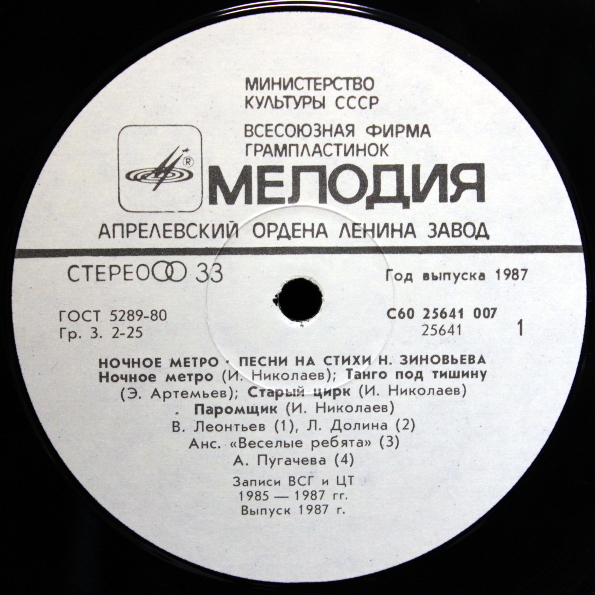 МИНИСТЕРСТВО
КУЛЬТУРЫ СССР
ВСЕСОЮЗНАЯ ФИРМА
ГРАМПЛАСТИНОК
® МЕЛОДИЯ
АПРЕЛЕВСКИЙ ОРДЕНА ЛЕНИНА ЗАВОД
СТЕРЕО 33
Год выпуска 1987
ГОСТ 5289-80
С60 25641 007
Гр. 3. 2-25
25641
1
НОЧНОЕ МЕТРО · ПЕСНИ НА СТИХИ Н. ЗИНОВЬЕВА
Ночное метро (И. Николаев); Танго под тишину
(Э. Артемьев); Старый цирк (И. Николаев)
. Паромщик (И. Николаев)
В. Леонтьев (1), Л. Долина (2)
Анс. «Веселые ребята» (3)
А. Пугачева (4)
Записи ВСГ и ЦТ
1985 — 1987 гг.
Выпуск 1987 г.